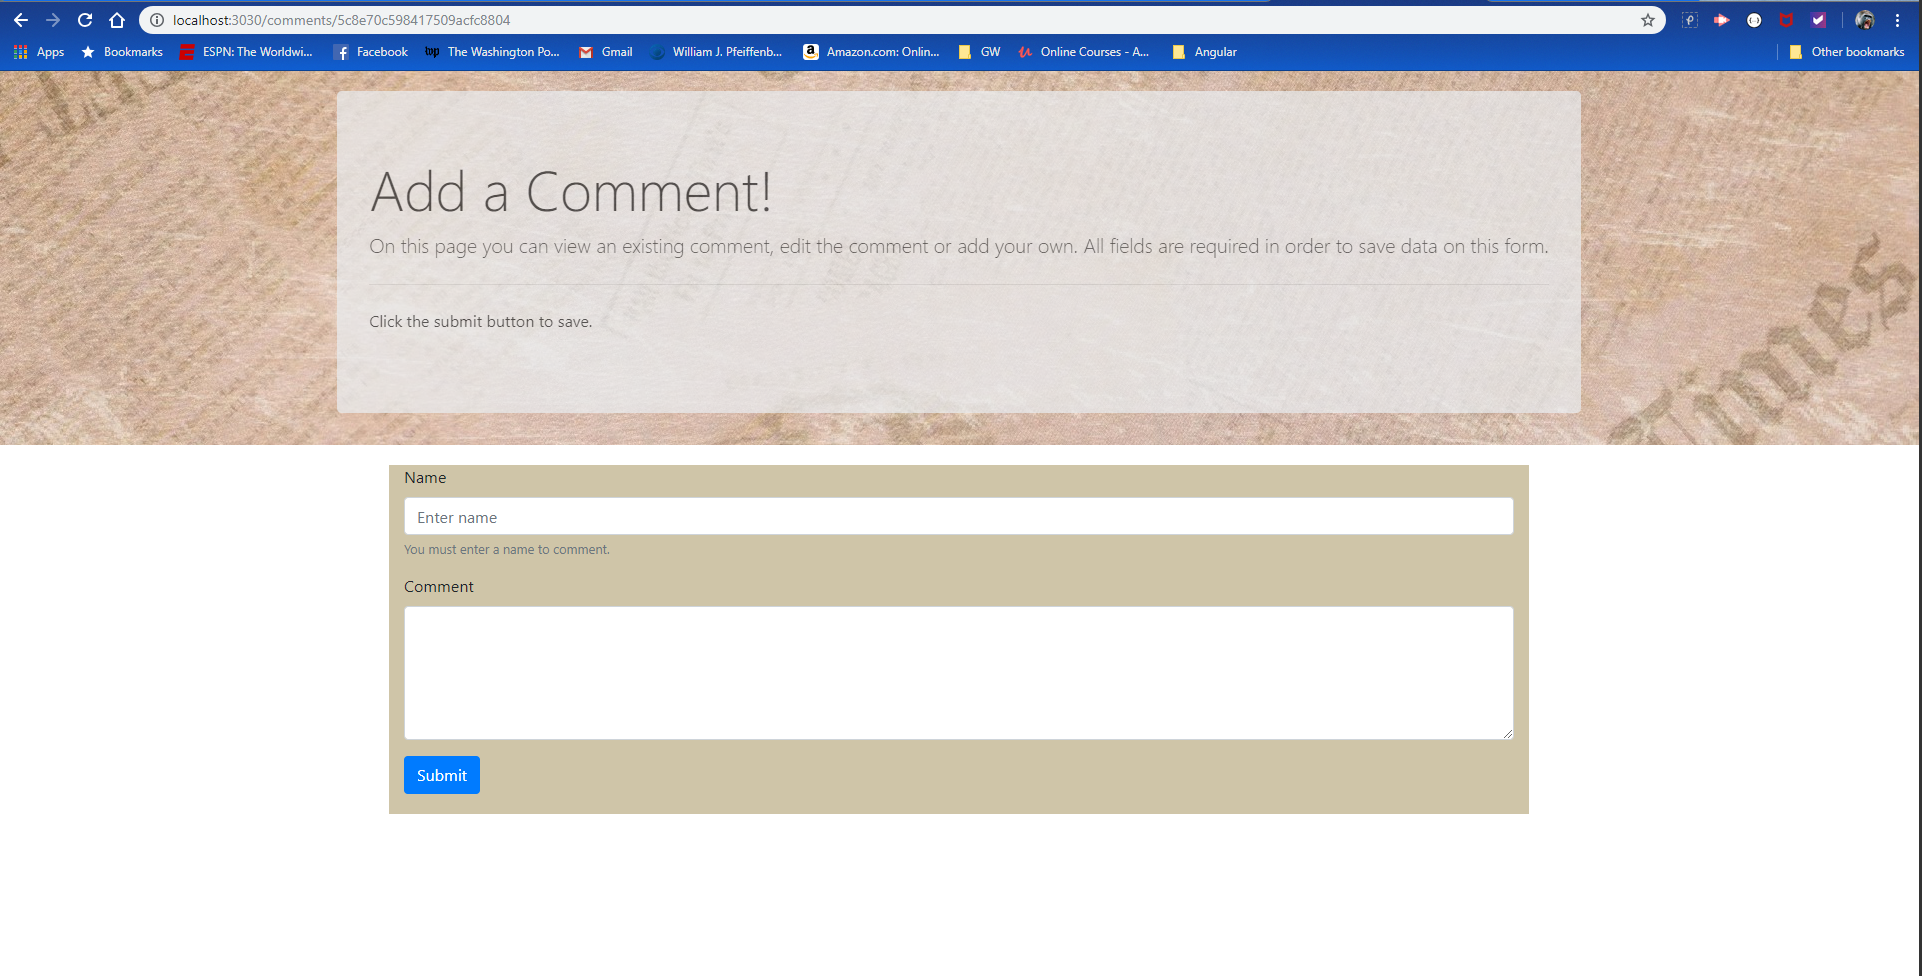 localhost:3030/comments/5c8e70c598417509acfc8804
Apps Bookmarks ESPN: The Worldwi... Facebook The Washington Po... Gmail William J. Pfeiffenb... Amazon.com: Onlin... GW Online Courses - A... Angular Other bookmarks
Add a Comment!
On this page you can view an existing comment, edit the comment or add your own. All fields are required in order to save data on this form.
Click the submit button to save.
Times
Name
Enter name
You must enter a name to comment.
Comment
Submit